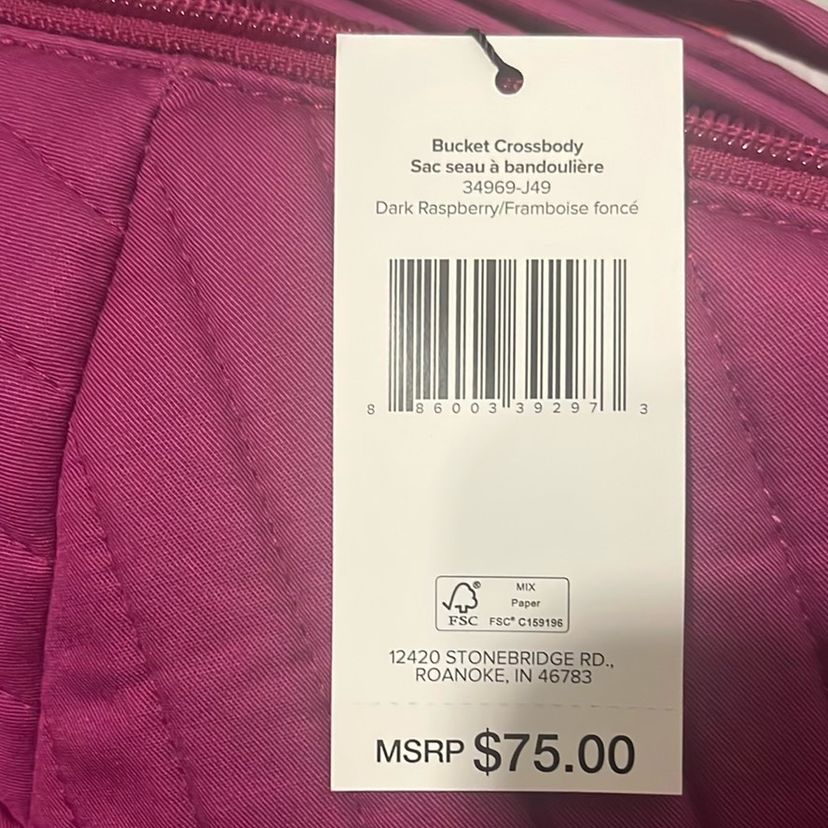 Bucket Crossbody
Sac seau à bandoulière
34969-J49
Dark Raspberry/Framboise foncé
8 86003 39297 3
FSC®
MIX
Paper
FSC® C159196
12420 STONEBRIDGE RD.,
ROANOKE, IN 46783
MSRP $75.00